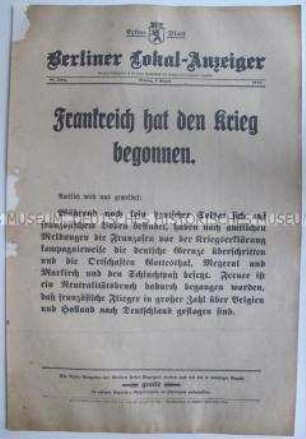 Extra-Blatt
Berliner Lokal-Anzeiger
Frankreich hat den Krieg
begonnen.
Amtlich wird uns gemeldet:
Während noch kein deutscher Soldat sich auf
französischem Boden befindet, haben nach amtlichen
Meldungen die Franzosen vor der Kriegserklärung
kompagnieweise die deutsche Grenze überschritten
und die Ortschaften Gottesthal, Metzeral und
Markirch und den Schluchtpaß besetzt. Ferner ist
ein Neutralitätsbruch dadurch begangen worden,
daß französische Flieger in großer Zahl über Belgien
und Holland nach Deutschland geflogen sind.
gratis